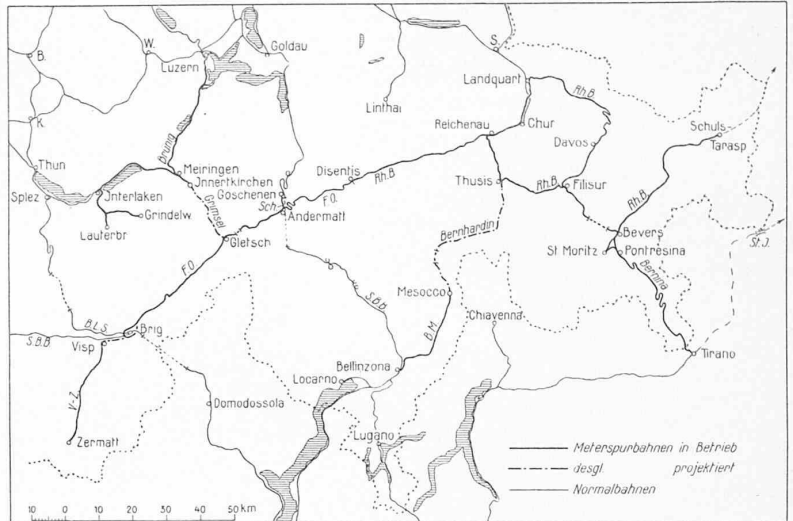 B.
W.
Luzern
Goldau
S.
Landquart
Rh.B
Linthal
K.
Chur
Reichenau
Davos
Schuls
Tarasp
Brünig
Thun
Meiringen
Jnnertkirchen
Disentis
Rh.B
Thusis
Rh.B
Filisur
Rh.B
Spiez
Jnterlaken
Göschenen
F.O.
Sch.
Andermatt
Grindelw.
Grimsel
Lauterbr
Gletsch
Bernhardin
Bevers
St Moritz
Pontresina
St.J.
F.O
S.B.B
Mesocco
Bernina
B.L.S.
Brig
Chiavenna
S.B.B
Visp
B.M.
Tirano
Bellinzona
Locarno
V-Z.
Domodossola
Zermatt
Lugano
Meterspurbahnen in Betrieb
desgl projektiert
Normalbahnen
10 0 10 20 30 40 50 km